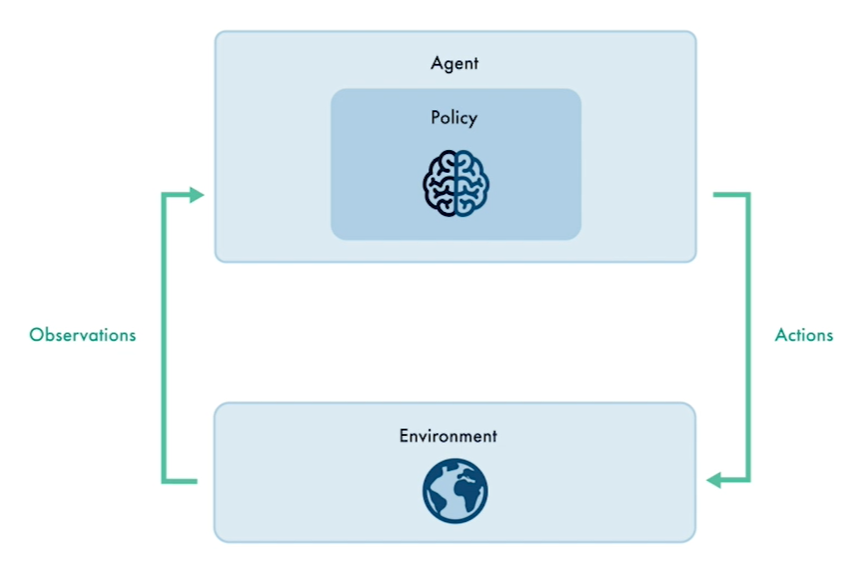 Agent
Policy
Observations
Actions
Environment